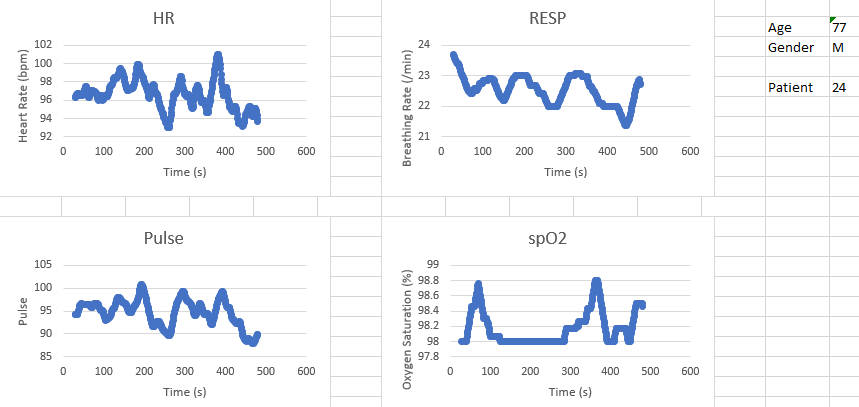 HR
Heart Rate (bpm)
102
100
98
96
94
92
0 100 200 300 400 500 600
Time (s)
RESP
Breathing Rate (/min)
24
23
22
21
0 100 200 300 400 500 600
Time (s)
Age 77
Gender M
Patient 24
Pulse
Pulse
105
100
95
90
85
0 100 200 300 400 500 600
Time (s)
spO2
Oxygen Saturation (%)
99
98.8
98.6
98.4
98.2
98
97.8
0 100 200 300 400 500 600
Time (s)